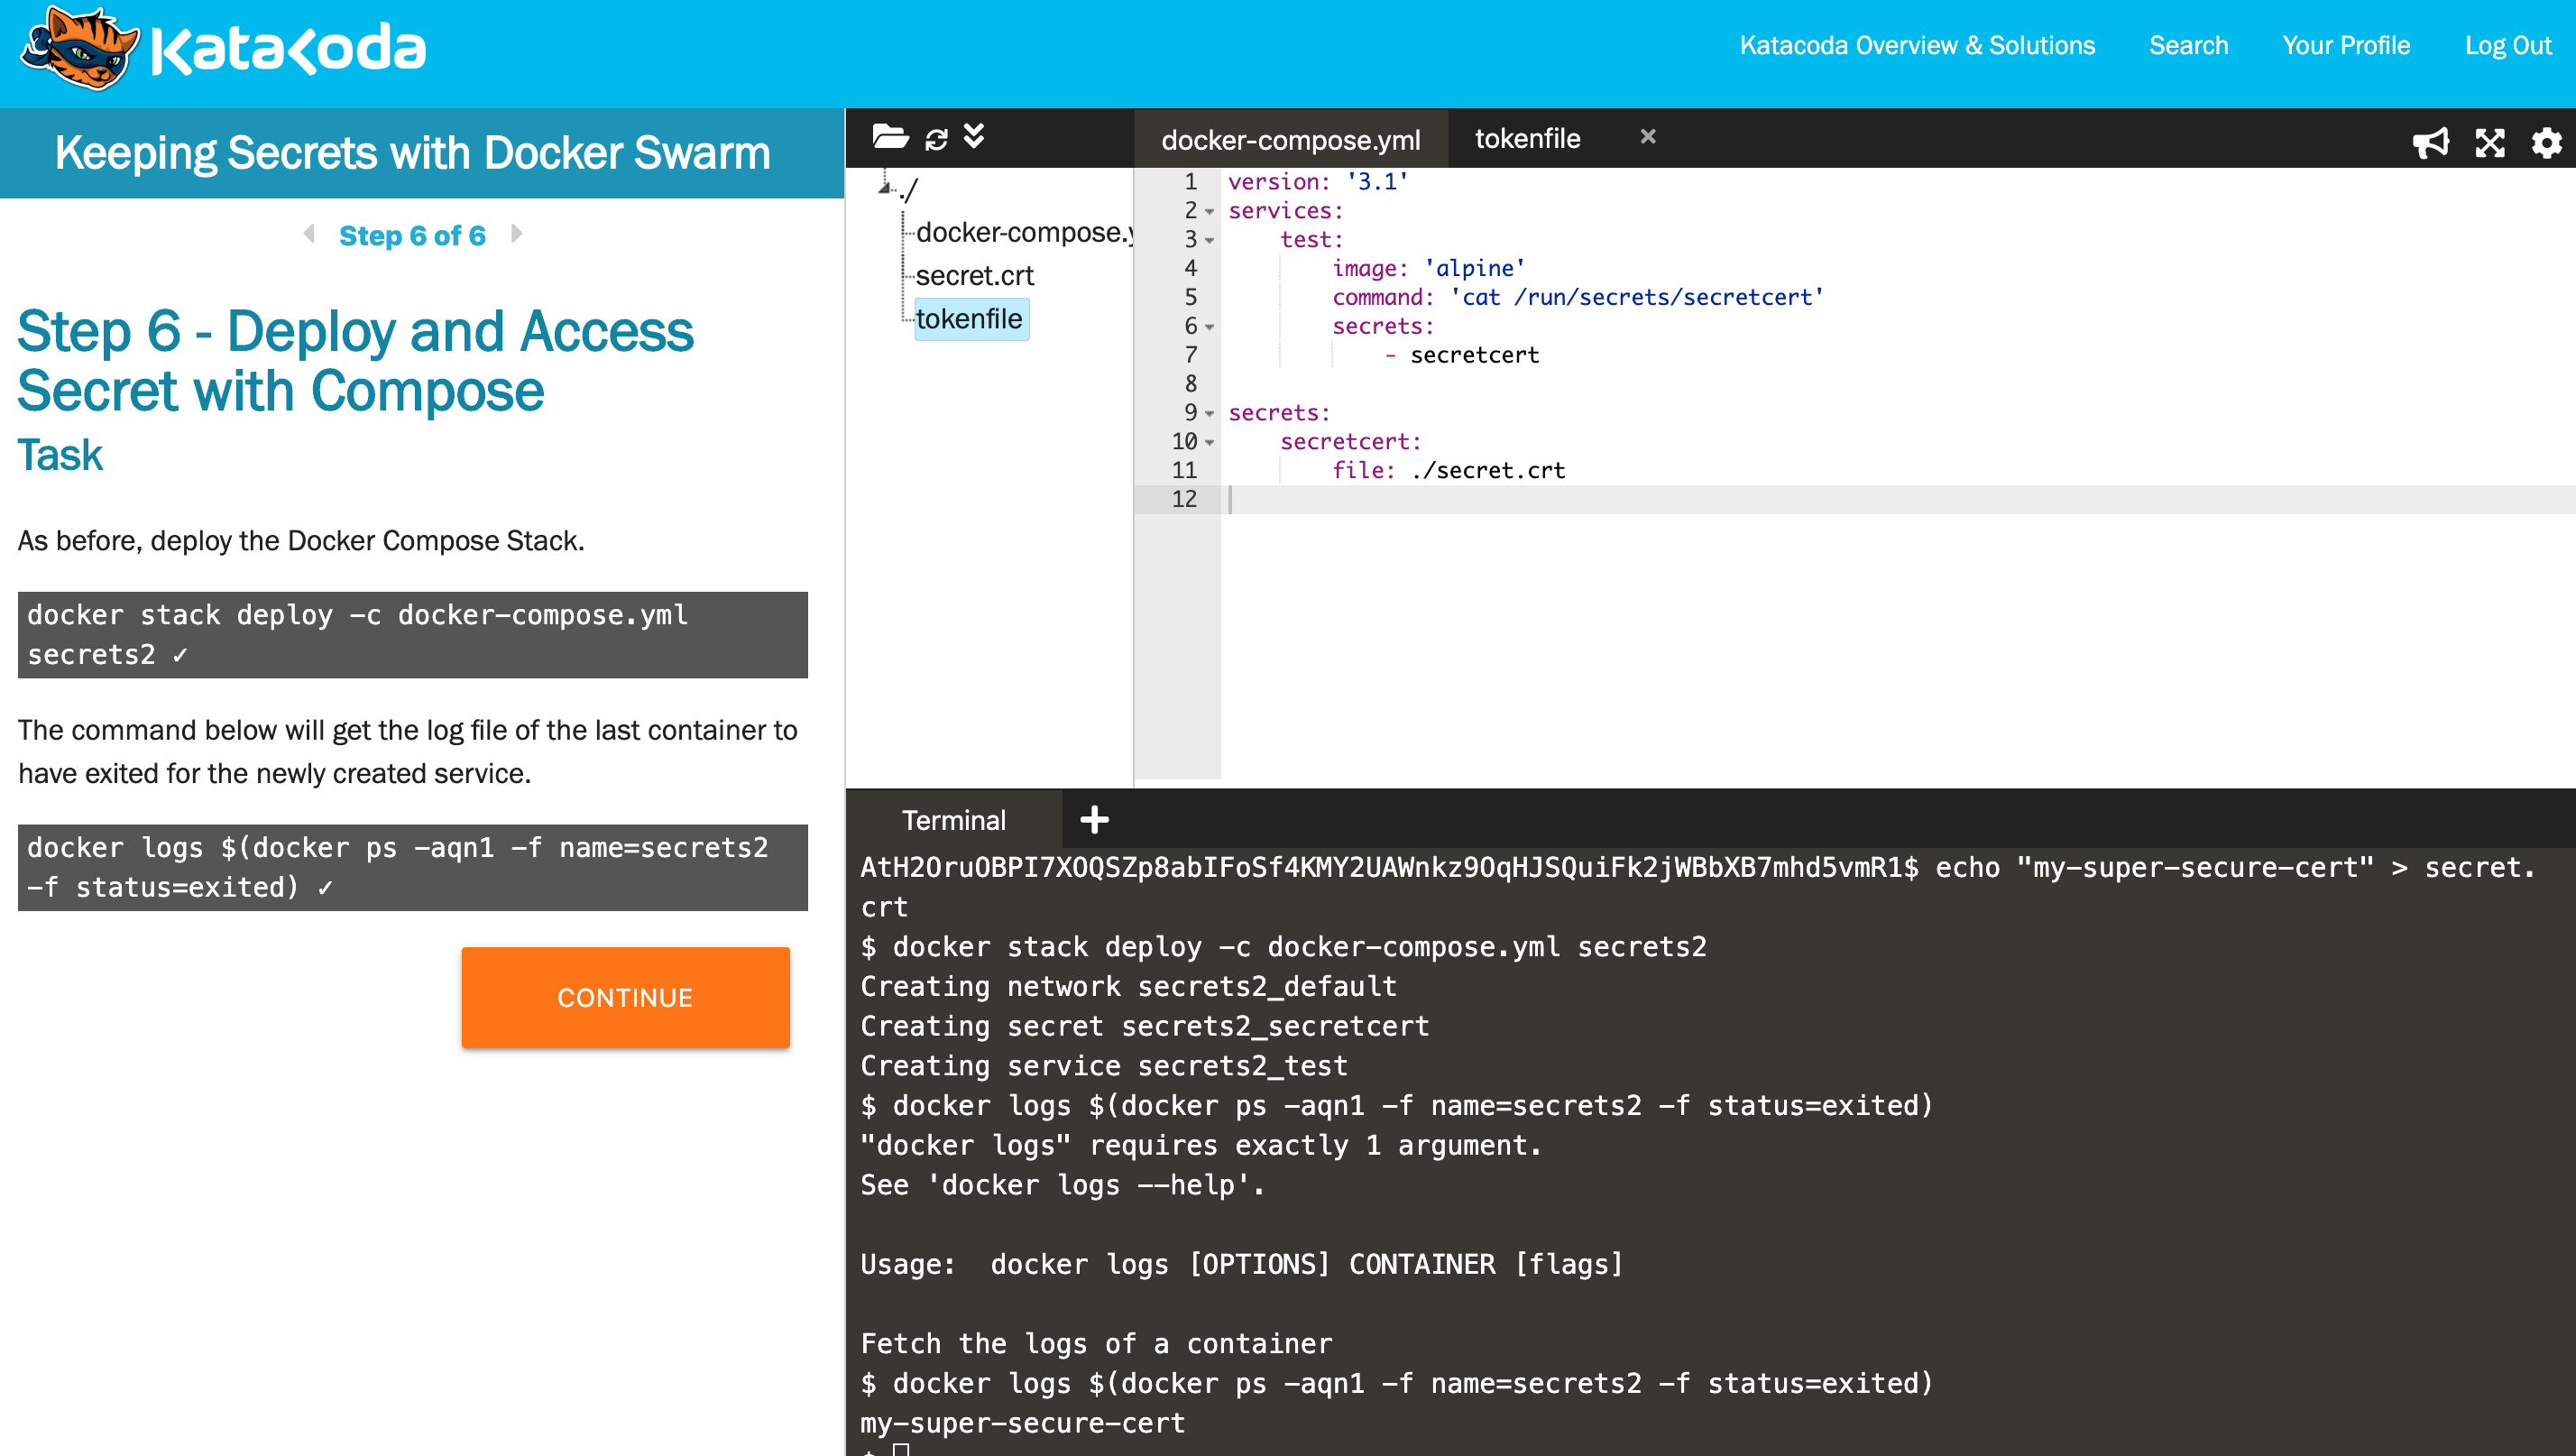 Katacoda
Katacoda Overview & Solutions
Search
Your Profile
Log Out
Keeping Secrets with Docker Swarm
Step 6 of 6
Step 6 - Deploy and Access
Secret with Compose
Task
As before, deploy the Docker Compose Stack.
docker stack deploy -c docker-compose.yml
secrets2 ✓
The command below will get the log file of the last container to
have exited for the newly created service.
docker logs $(docker ps -aqn1 -f name=secrets2
-f status=exited) ✓
CONTINUE
./
docker-compose.y
secret.crt
tokenfile
docker-compose.yml
tokenfile ×
1 version: '3.1'
2 services:
3     test:
4         image: 'alpine'
5         command: 'cat /run/secrets/secretcert'
6         secrets:
7             - secretcert
8
9 secrets:
10     secretcert:
11         file: ./secret.crt
12
Terminal
AtH2OruOBPI7XOQSZp8abIFoSf4KMY2UAWnkz9OqHJSQuiFk2jWBbXB7mhd5vmR1$ echo "my-super-secure-cert" > secret.
crt
$ docker stack deploy -c docker-compose.yml secrets2
Creating network secrets2_default
Creating secret secrets2_secretcert
Creating service secrets2_test
$ docker logs $(docker ps -aqn1 -f name=secrets2 -f status=exited)
"docker logs" requires exactly 1 argument.
See 'docker logs --help'.
Usage:  docker logs [OPTIONS] CONTAINER [flags]
Fetch the logs of a container
$ docker logs $(docker ps -aqn1 -f name=secrets2 -f status=exited)
my-super-secure-cert
$